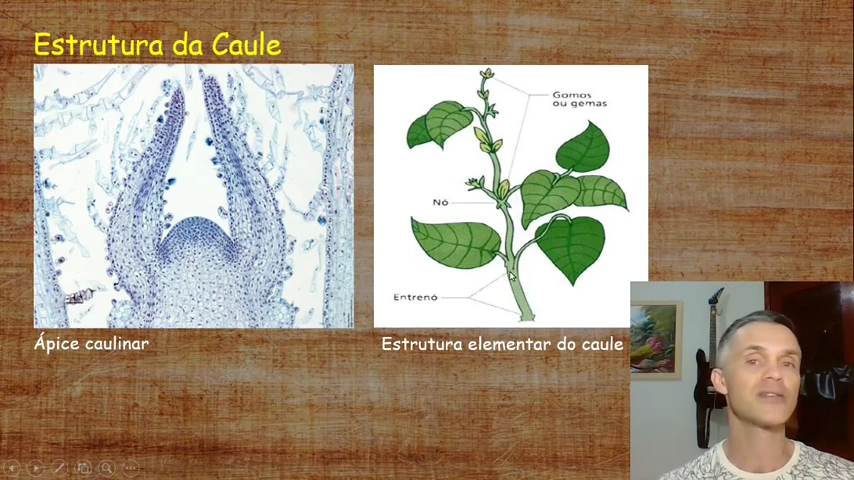 Estrutura da Caule
Gomos
ou gemas
Nó
Entrenó
Ápice caulinar
Estrutura elementar do caule